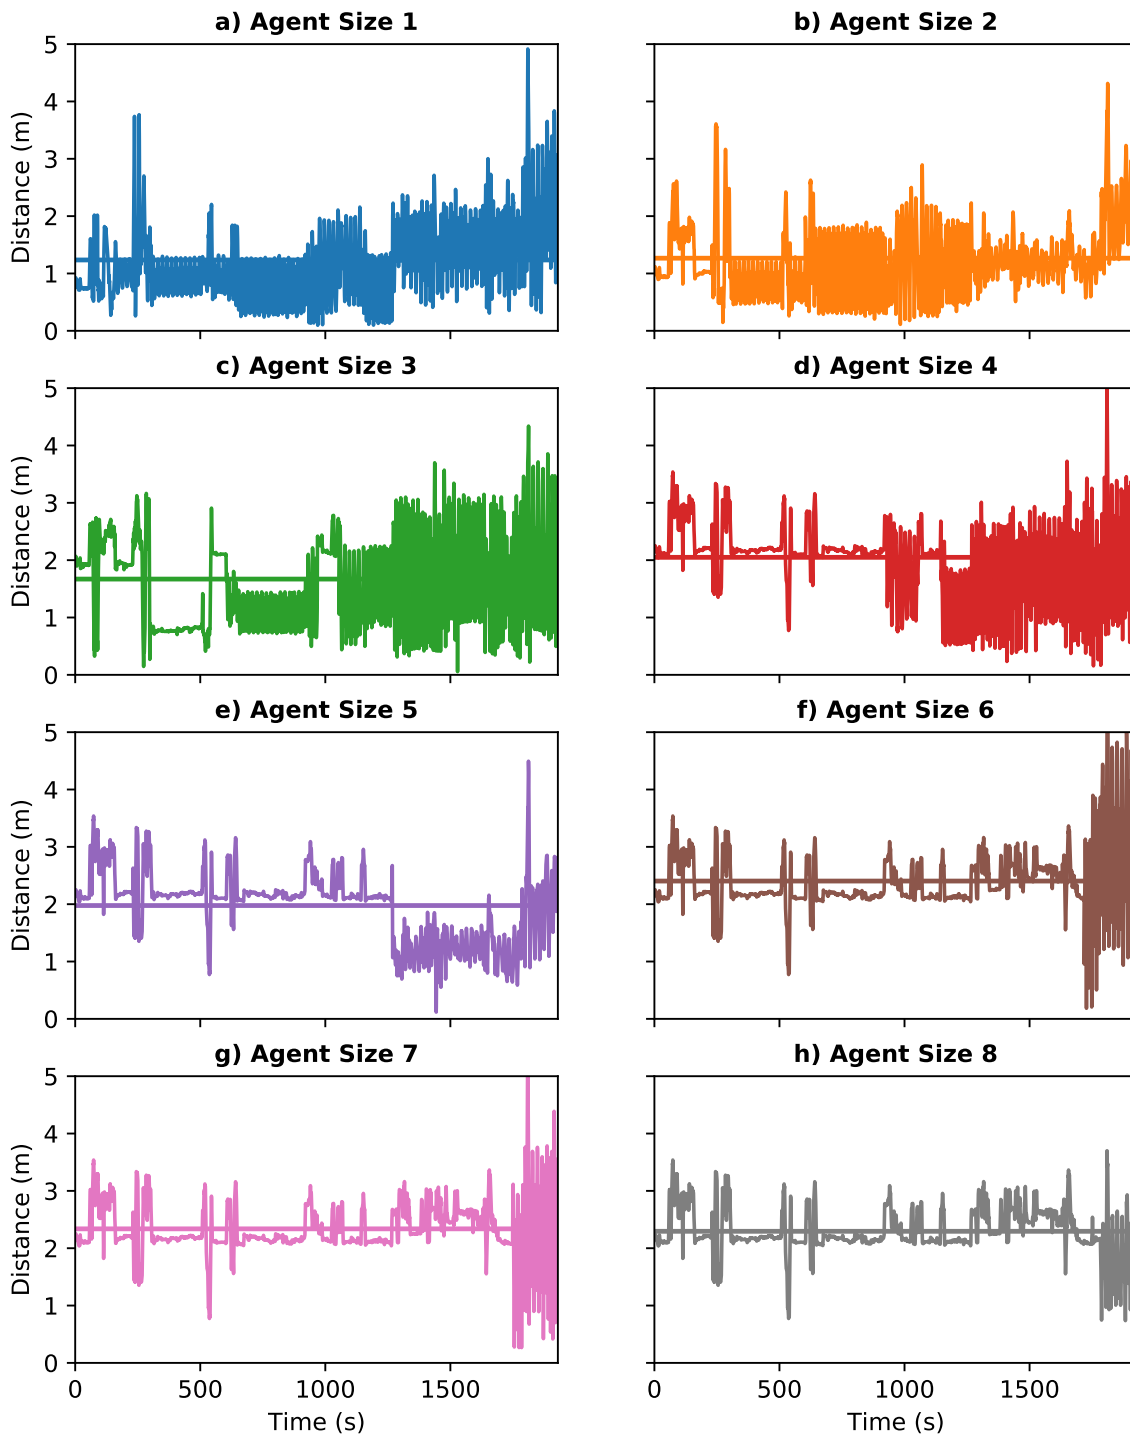 a) Agent Size 1
b) Agent Size 2
5
4
3
2
1
0
Distance (m)
c) Agent Size 3
d) Agent Size 4
5
4
3
2
1
0
Distance (m)
e) Agent Size 5
f) Agent Size 6
5
4
3
2
1
0
Distance (m)
g) Agent Size 7
h) Agent Size 8
5
4
3
2
1
0
Distance (m)
0 500 1000 1500
0 500 1000 1500
Time (s)
Time (s)